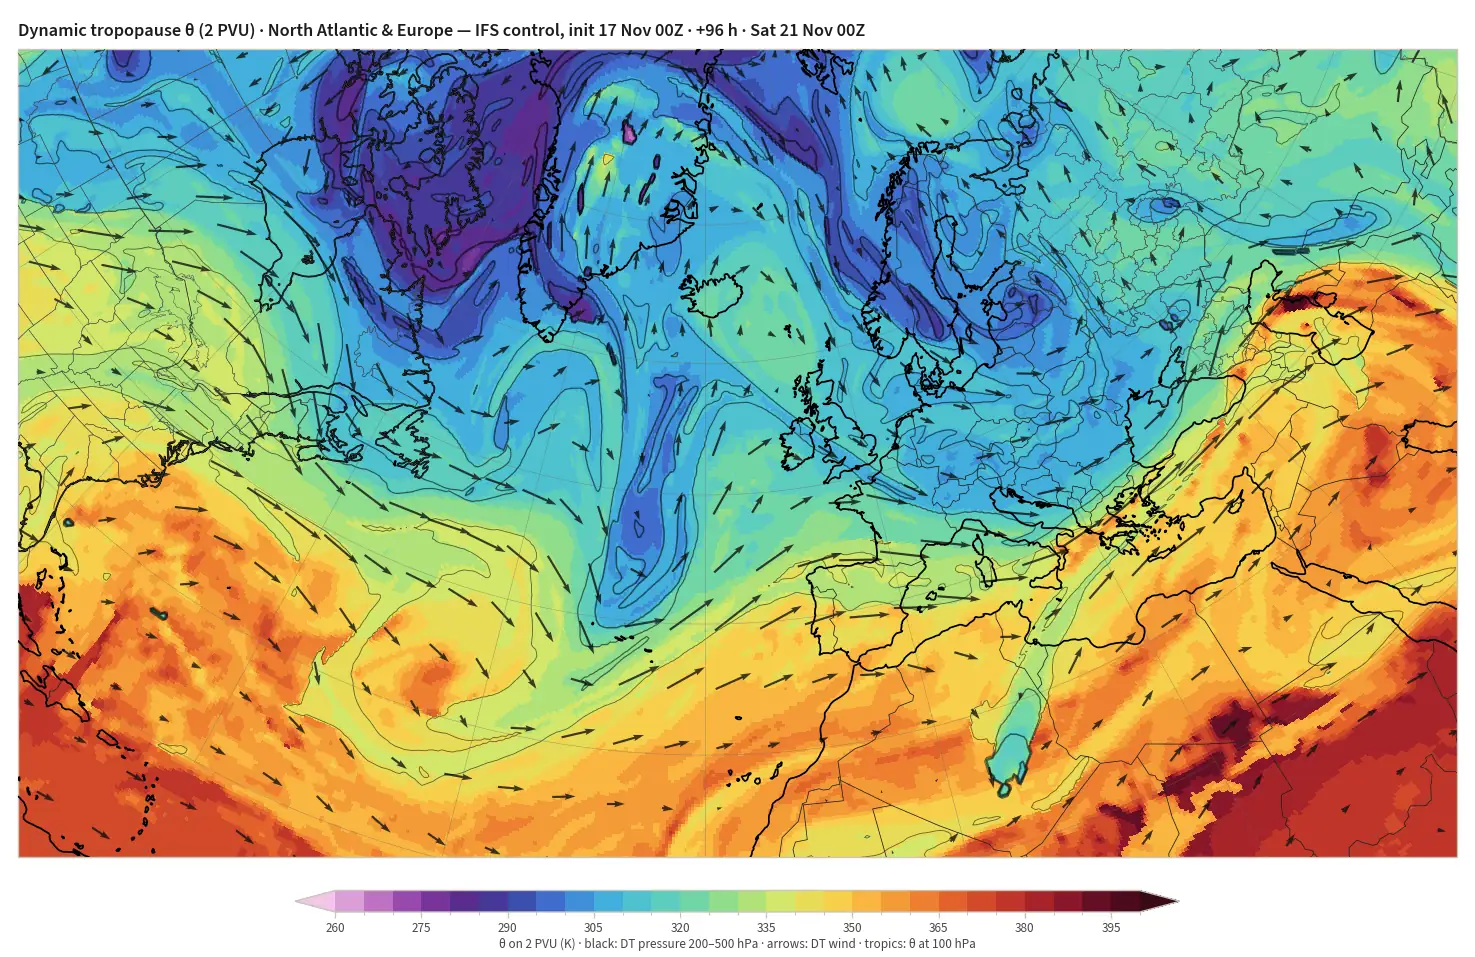 Dynamic tropopause θ (2 PVU) · North Atlantic & Europe — IFS control, init 17 Nov 00Z · +96 h · Sat 21 Nov 00Z
260 275 290 305 320 335 350 365 380 395
θ on 2 PVU (K) · black: DT pressure 200–500 hPa · arrows: DT wind · tropics: θ at 100 hPa